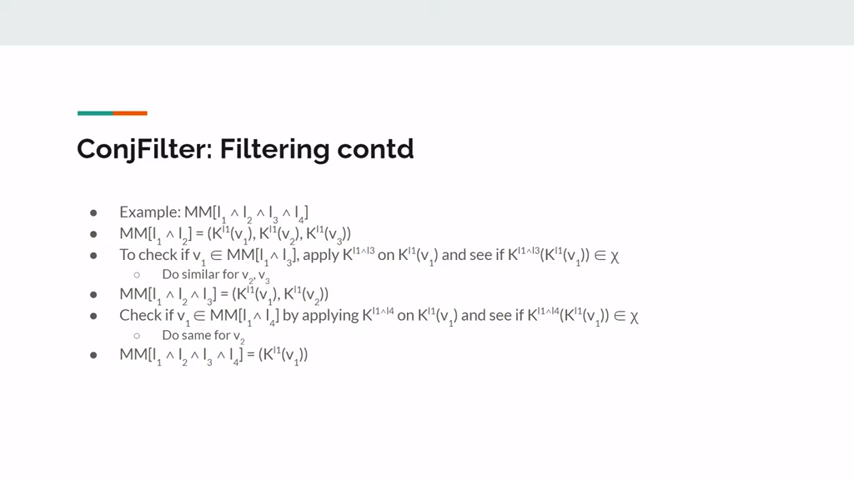 ConjFilter: Filtering contd
● Example: MM[l₁ ∧ l₂ ∧ l₃ ∧ l₄]
● MM[l₁ ∧ l₂] = (Kˡ¹(v₁), Kˡ¹(v₂), Kˡ¹(v₃))
● To check if v₁ ∈ MM[l₁ ∧ l₃], apply Kˡ¹^ˡ³ on Kˡ¹(v₁) and see if Kˡ¹^ˡ³(Kˡ¹(v₁)) ∈ χ
○ Do similar for v₂, v₃
● MM[l₁ ∧ l₂ ∧ l₃] = (Kˡ¹(v₁), Kˡ¹(v₂))
● Check if v₁ ∈ MM[l₁ ∧ l₄] by applying Kˡ¹^ˡ⁴ on Kˡ¹(v₁) and see if Kˡ¹^ˡ⁴(Kˡ¹(v₁)) ∈ χ
○ Do same for v₂
● MM[l₁ ∧ l₂ ∧ l₃ ∧ l₄] = (Kˡ¹(v₁))